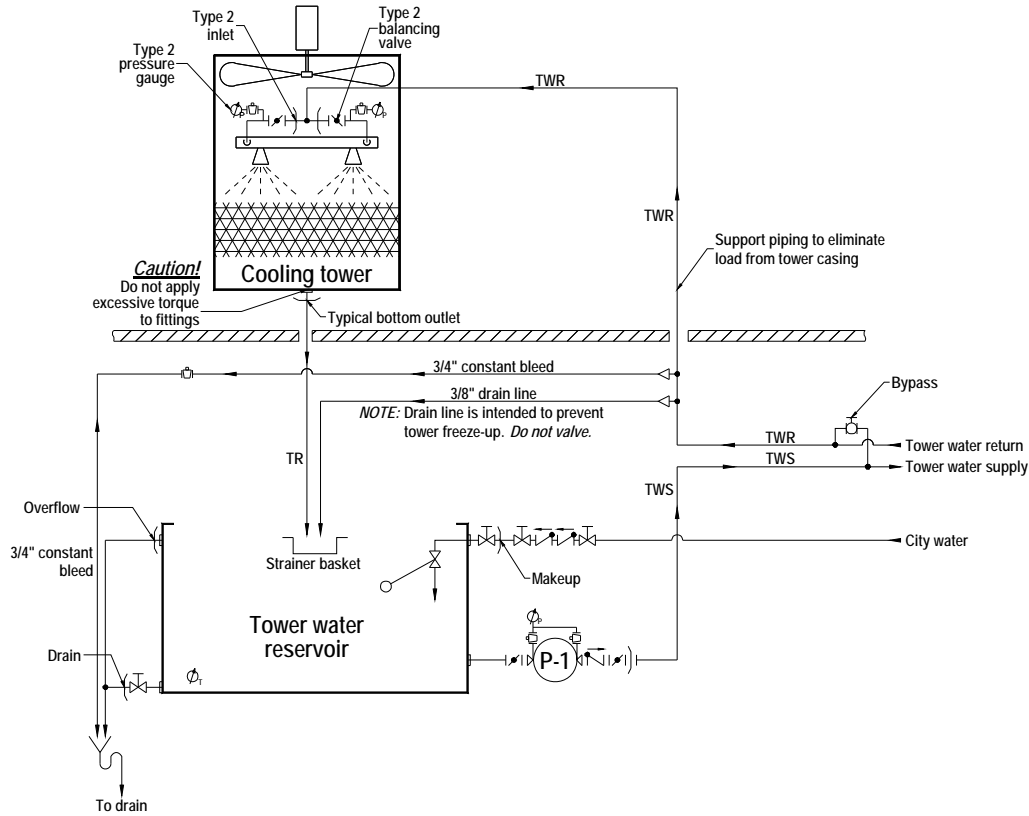 Type 2
inlet
Type 2
balancing
valve
Type 2
pressure
gauge
P
P
TWR
TWR
Support piping to eliminate
load from tower casing
Cooling tower
Caution!
Do not apply
excessive torque
to fittings
Typical bottom outlet
3/4" constant bleed
3/8" drain line
NOTE: Drain line is intended to prevent
tower freeze-up. Do not valve.
Bypass
TWR
Tower water return
TWS
Tower water supply
TR
TWS
Overflow
3/4" constant
bleed
Strainer basket
City water
Makeup
Tower water
reservoir
P
P-1
Drain
T
To drain